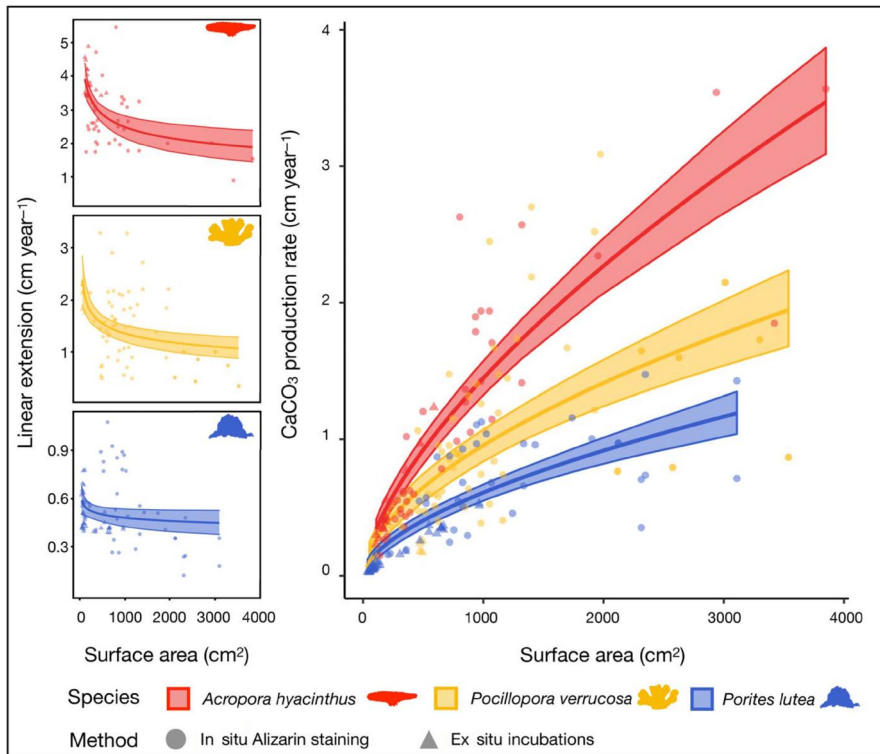 5
4
3
2
1
3
2
1
0.9
0.6
0.3
0 1000 2000 3000 4000
Linear extension (cm year⁻¹)
Surface area (cm²)
4
3
2
1
0
0 1000 2000 3000 4000
CaCO₃ production rate (cm year⁻¹)
Surface area (cm²)
Species Acropora hyacinthus Pocillopora verrucosa Porites lutea
Method In situ Alizarin staining Ex situ incubations